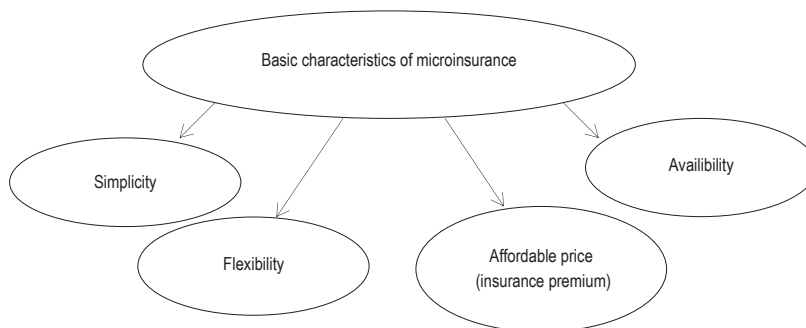 Basic characteristics of microinsurance
Simplicity
Flexibility
Affordable price
(insurance premium)
Availibility